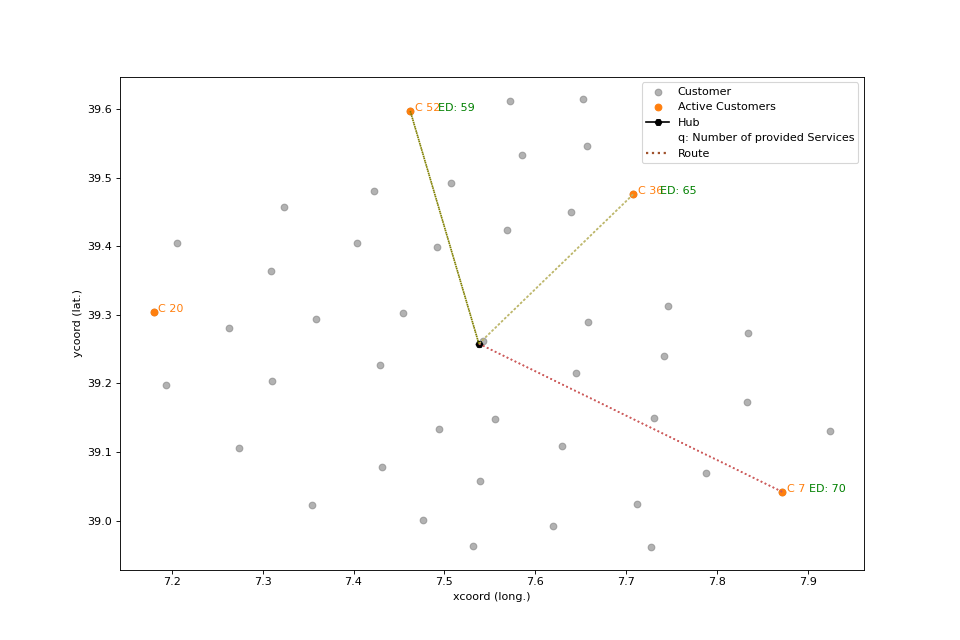 Customer
Active Customers
Hub
q: Number of provided Services
Route
C 52 ED: 59
C 36 ED: 65
C 20
C 7 ED: 70
39.6
39.5
39.4
39.3
39.2
39.1
39.0
ycoord (lat.)
7.2 7.3 7.4 7.5 7.6 7.7 7.8 7.9
xcoord (long.)